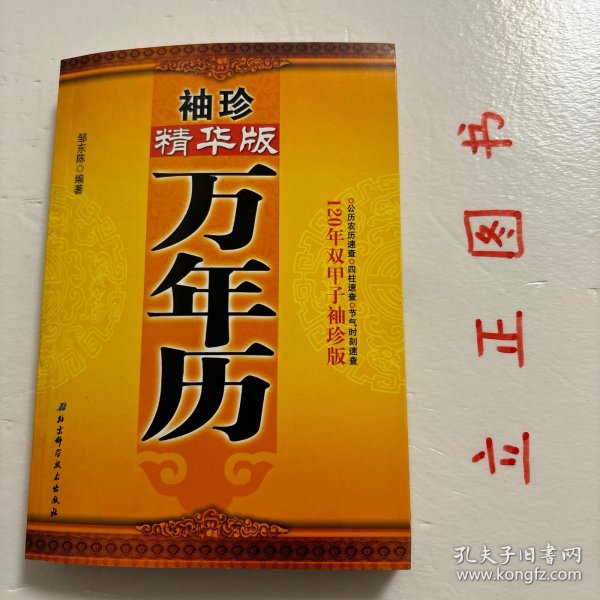 袖珍
精华版
万年历
邹东陈 编著
○公历农历速查○四柱速查○节气时刻速查
120年双甲子袖珍版
北京科学技术出版社
立正图书
孔夫子旧书网
www.kongfz.com